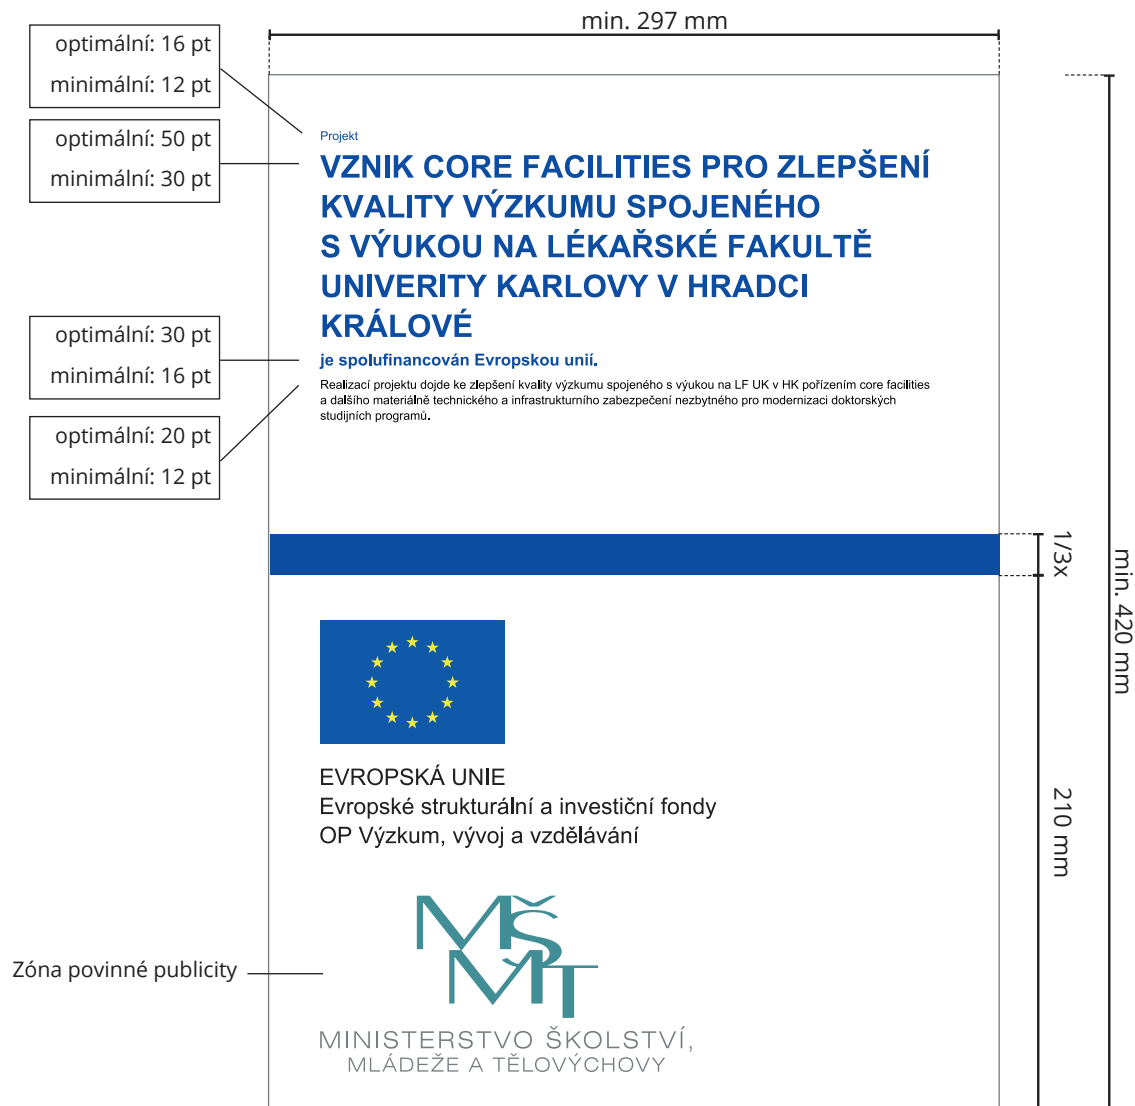 min. 297 mm
optimální: 16 pt
minimální: 12 pt
optimální: 50 pt
minimální: 30 pt
Projekt
VZNIK CORE FACILITIES PRO ZLEPŠENÍ
KVALITY VÝZKUMU SPOJENÉHO
S VÝUKOU NA LÉKAŘSKÉ FAKULTĚ
UNIVERITY KARLOVY V HRADCI
KRÁLOVÉ
optimální: 30 pt
minimální: 16 pt
je spolufinancován Evropskou unií.
Realizací projektu dojde ke zlepšení kvality výzkumu spojeného s výukou na LF UK v HK pořízením core facilities
a dalšího materiálně technického a infrastrukturního zabezpečení nezbytného pro modernizaci doktorských
studijních programů.
optimální: 20 pt
minimální: 12 pt
1/3x
min. 420 mm
210 mm
EVROPSKÁ UNIE
Evropské strukturální a investiční fondy
OP Výzkum, vývoj a vzdělávání
Zóna povinné publicity
MŠ
MT
MINISTERSTVO ŠKOLSTVÍ,
MLÁDEŽE A TĚLOVÝCHOVY